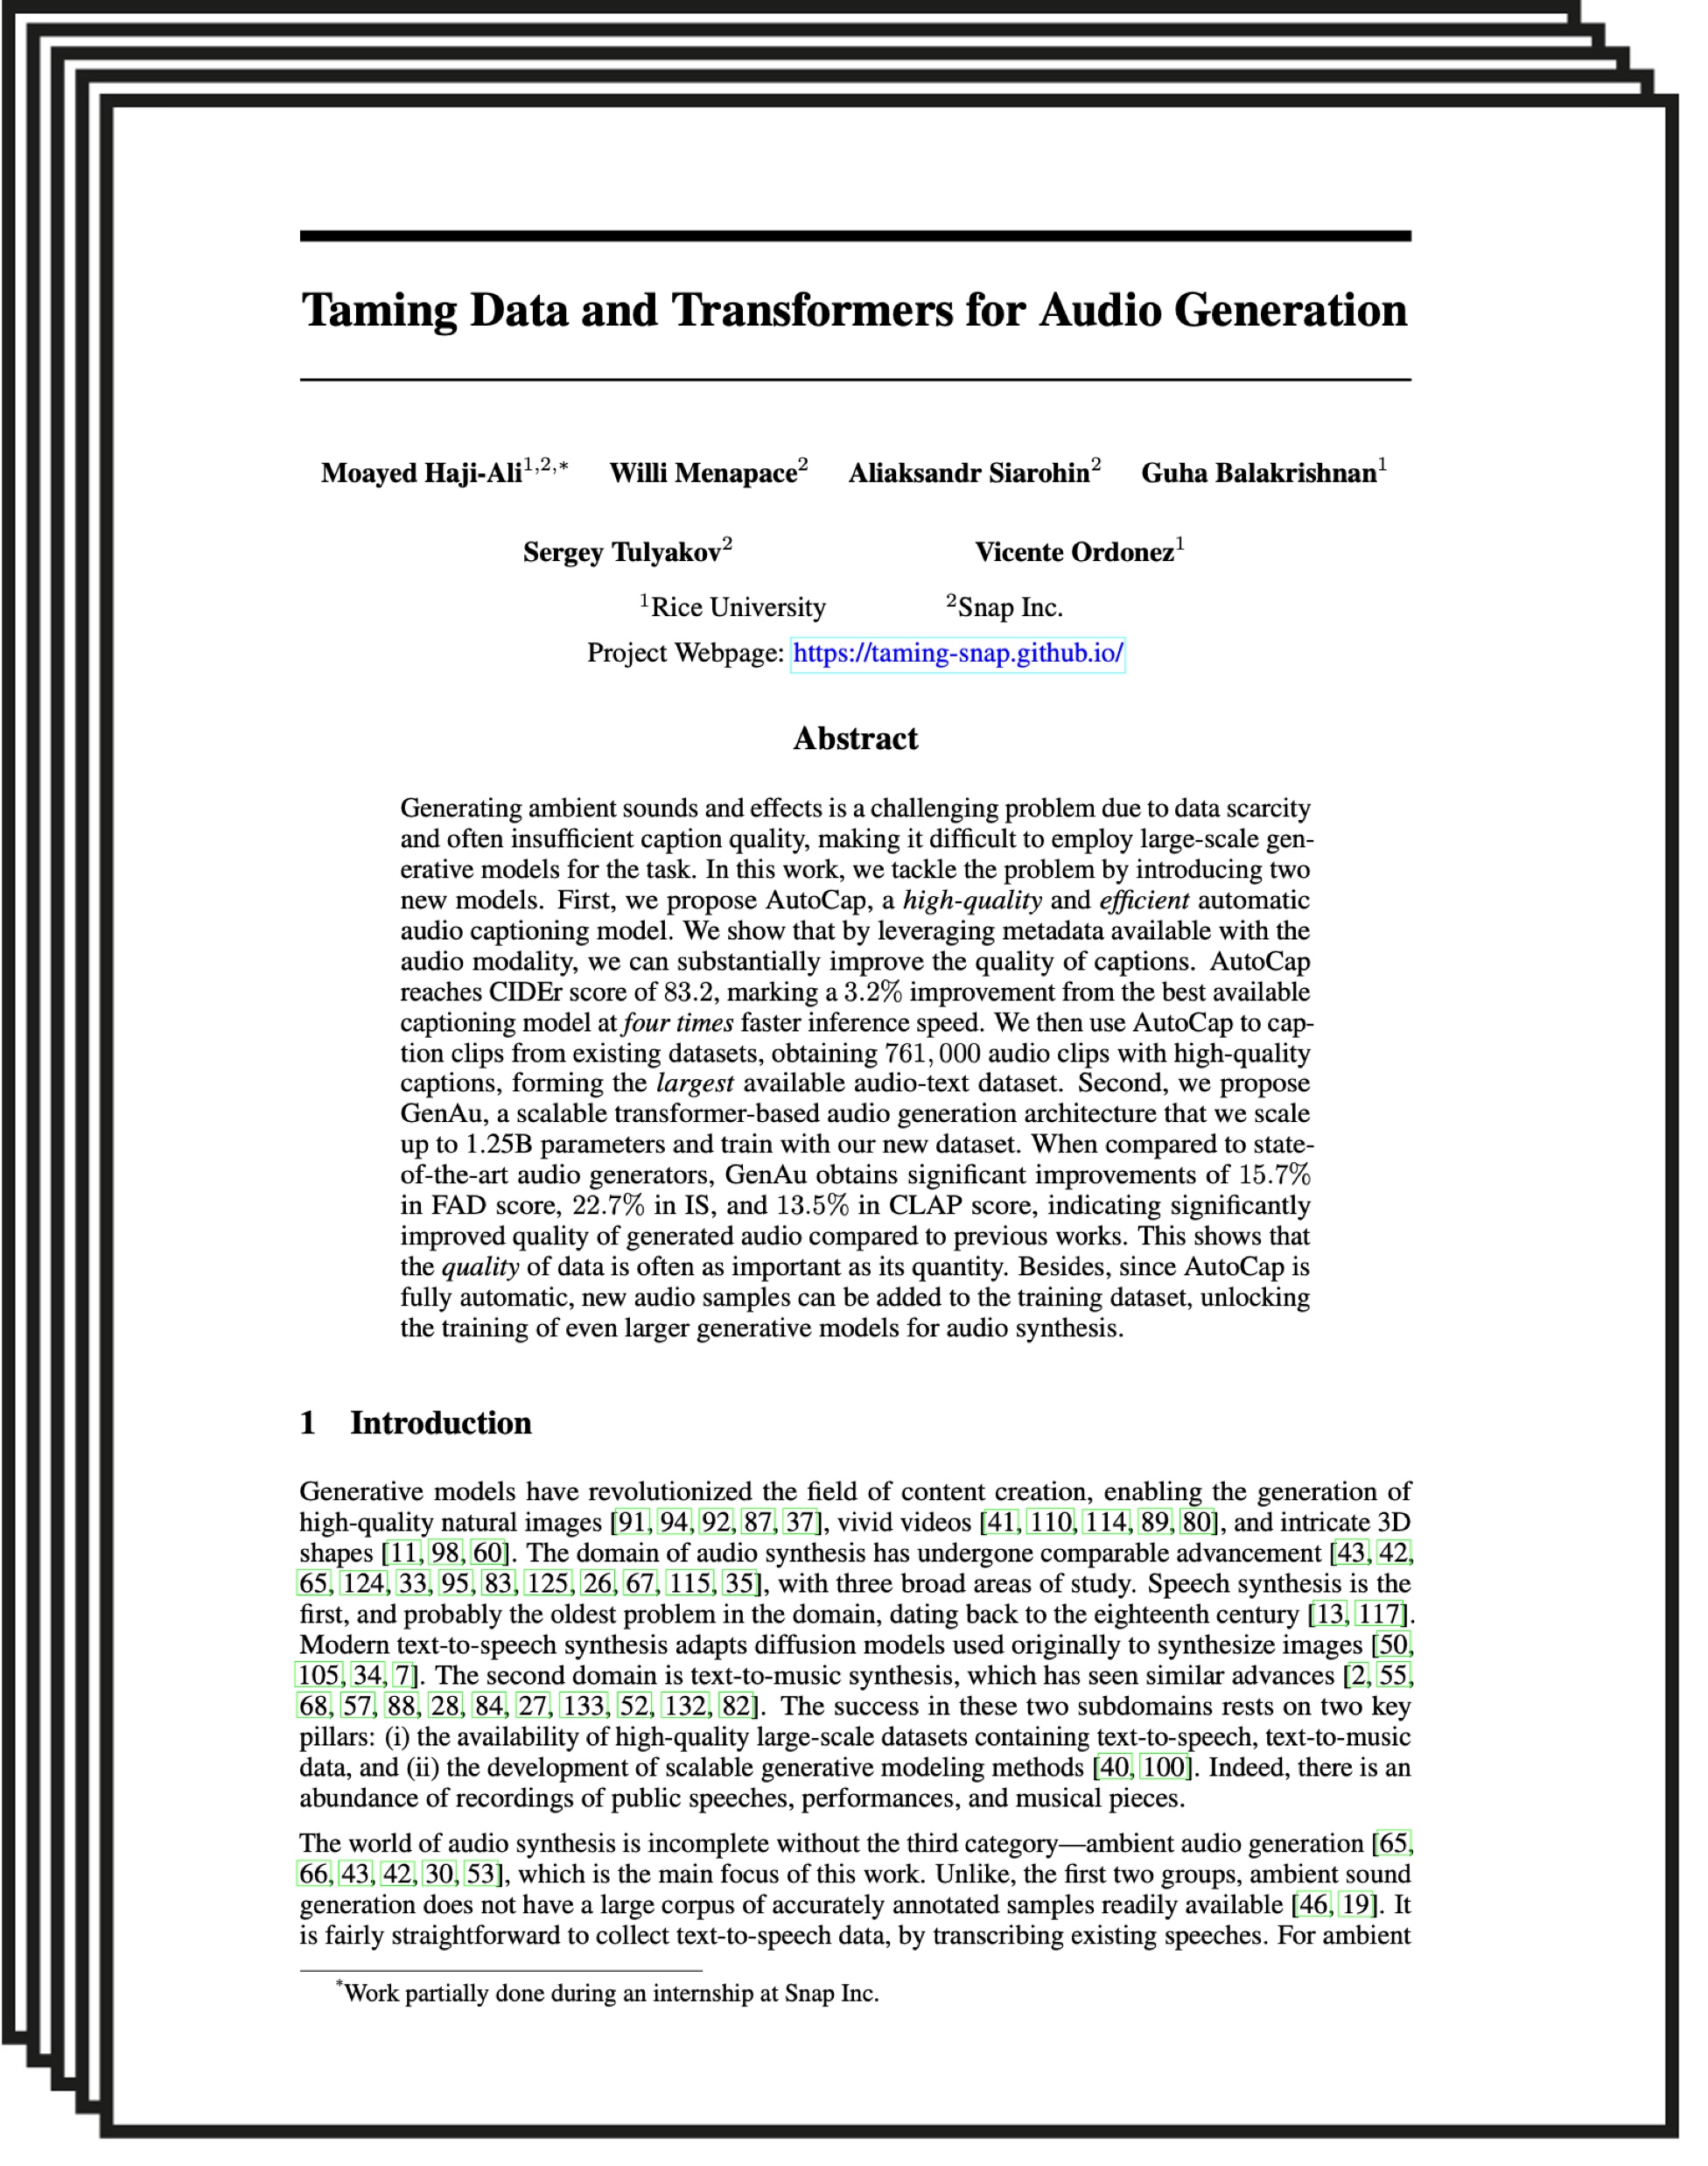 Taming Data and Transformers for Audio Generation
Moayed Haji-Ali1,2,* Willi Menapace2 Aliaksandr Siarohin2 Guha Balakrishnan1
Sergey Tulyakov2 Vicente Ordonez1
1Rice University 2Snap Inc.
Project Webpage: https://taming-snap.github.io/
Abstract
Generating ambient sounds and effects is a challenging problem due to data scarcity
and often insufficient caption quality, making it difficult to employ large-scale gen-
erative models for the task. In this work, we tackle the problem by introducing two
new models. First, we propose AutoCap, a high-quality and efficient automatic
audio captioning model. We show that by leveraging metadata available with the
audio modality, we can substantially improve the quality of captions. AutoCap
reaches CIDEr score of 83.2, marking a 3.2% improvement from the best available
captioning model at four times faster inference speed. We then use AutoCap to cap-
tion clips from existing datasets, obtaining 761, 000 audio clips with high-quality
captions, forming the largest available audio-text dataset. Second, we propose
GenAu, a scalable transformer-based audio generation architecture that we scale
up to 1.25B parameters and train with our new dataset. When compared to state-
of-the-art audio generators, GenAu obtains significant improvements of 15.7%
in FAD score, 22.7% in IS, and 13.5% in CLAP score, indicating significantly
improved quality of generated audio compared to previous works. This shows that
the quality of data is often as important as its quantity. Besides, since AutoCap is
fully automatic, new audio samples can be added to the training dataset, unlocking
the training of even larger generative models for audio synthesis.
1 Introduction
Generative models have revolutionized the field of content creation, enabling the generation of
high-quality natural images [91, 94, 92, 87, 37], vivid videos [41, 110, 114, 89, 80], and intricate 3D
shapes [11, 98, 60]. The domain of audio synthesis has undergone comparable advancement [43, 42,
65, 124, 33, 95, 83, 125, 26, 67, 115, 35], with three broad areas of study. Speech synthesis is the
first, and probably the oldest problem in the domain, dating back to the eighteenth century [13, 117].
Modern text-to-speech synthesis adapts diffusion models used originally to synthesize images [50,
105, 34, 7]. The second domain is text-to-music synthesis, which has seen similar advances [2, 55,
68, 57, 88, 28, 84, 27, 133, 52, 132, 82]. The success in these two subdomains rests on two key
pillars: (i) the availability of high-quality large-scale datasets containing text-to-speech, text-to-music
data, and (ii) the development of scalable generative modeling methods [40, 100]. Indeed, there is an
abundance of recordings of public speeches, performances, and musical pieces.
The world of audio synthesis is incomplete without the third category—ambient audio generation [65,
66, 43, 42, 30, 53], which is the main focus of this work. Unlike, the first two groups, ambient sound
generation does not have a large corpus of accurately annotated samples readily available [46, 19]. It
is fairly straightforward to collect text-to-speech data, by transcribing existing speeches. For ambient
*Work partially done during an internship at Snap Inc.